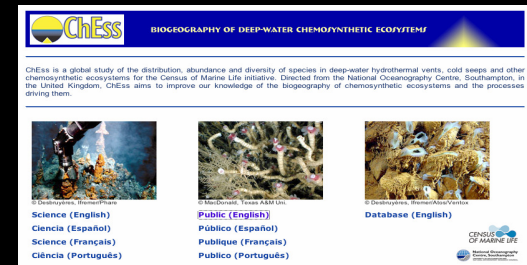 ChEss
BIOGEOGRAPHY OF DEEP-WATER CHEMOSYNTHETIC ECOSYSTEMS
ChEss is a global study of the distribution, abundance and diversity of species in deep-water hydrothermal vents, cold seeps and other
chemosynthetic ecosystems for the Census of Marine Life initiative. Directed from the National Oceanography Centre, Southampton, in
the United Kingdom, ChEss aims to improve our knowledge of the biogeography of chemosynthetic ecosystems and the processes
driving them.
© Desbruyères, Ifremer/Phare
© MacDonald, Texas A&M Uni.
© Desbruyères, Ifremer/Atos/Ventox
Science (English)
Public (English)
Database (English)
Ciencia (Español)
Público (Español)
Science (Français)
Publique (Français)
Ciência (Português)
Publico (Português)
CENSUS
OF MARINE LIFE
National Oceanography
Centre, Southampton